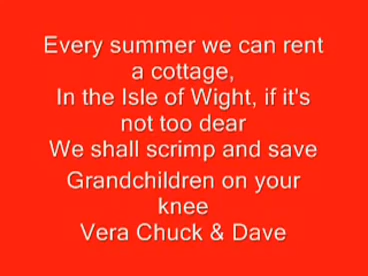 Every summer we can rent
a cottage,
In the Isle of Wight, if it's
not too dear
We shall scrimp and save
Grandchildren on your
knee
Vera Chuck & Dave